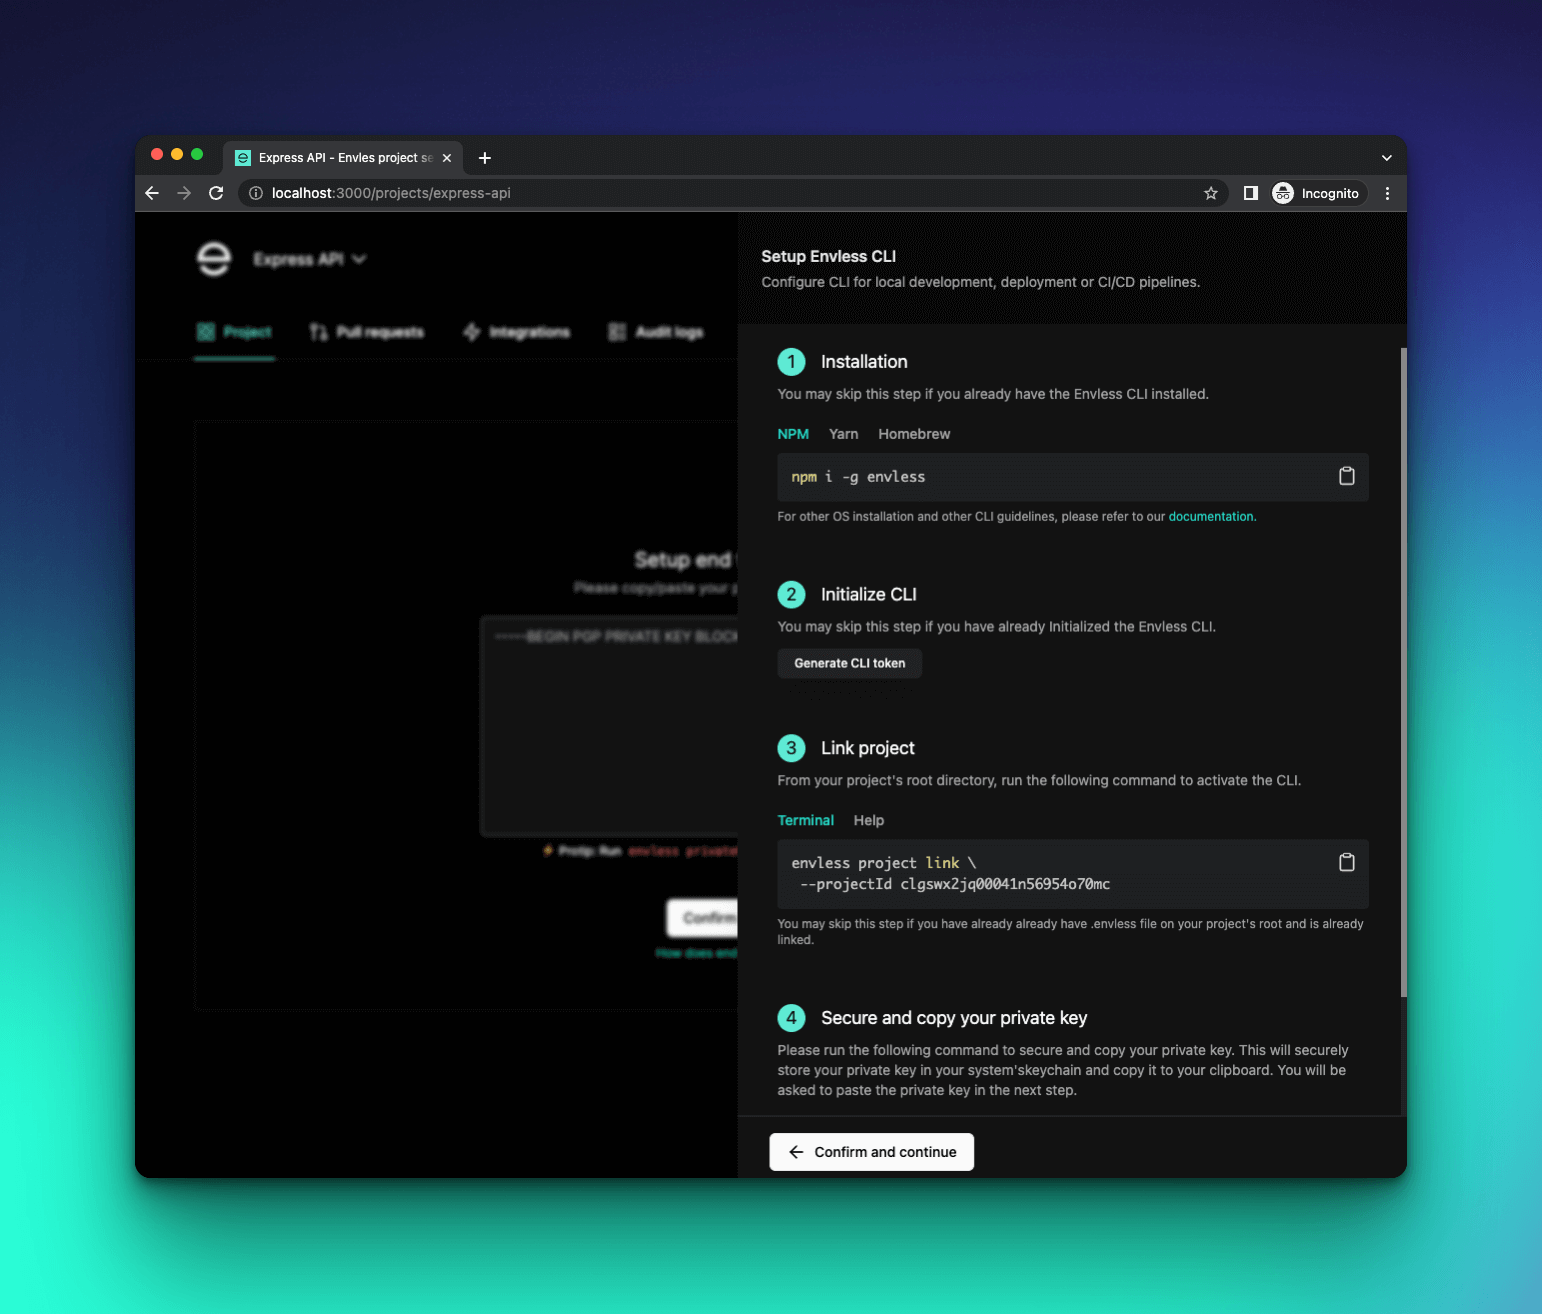 Express API - Envles project se
localhost:3000/projects/express-api
Incognito
Express API
Project
Pull requests
Integrations
Audit logs
Setup end
Please copy/paste your p
-----BEGIN PGP PRIVATE KEY BLOCK
Protip: Run envless private
Confirm
How does end
Setup Envless CLI
Configure CLI for local development, deployment or CI/CD pipelines.
1 Installation
You may skip this step if you already have the Envless CLI installed.
NPM Yarn Homebrew
npm i -g envless
For other OS installation and other CLI guidelines, please refer to our documentation.
2 Initialize CLI
You may skip this step if you have already Initialized the Envless CLI.
Generate CLI token
3 Link project
From your project's root directory, run the following command to activate the CLI.
Terminal Help
envless project link \
--projectId clgswx2jq00041n56954o70mc
You may skip this step if you have already already have .envless file on your project's root and is already
linked.
4 Secure and copy your private key
Please run the following command to secure and copy your private key. This will securely
store your private key in your system'skeychain and copy it to your clipboard. You will be
asked to paste the private key in the next step.
Confirm and continue